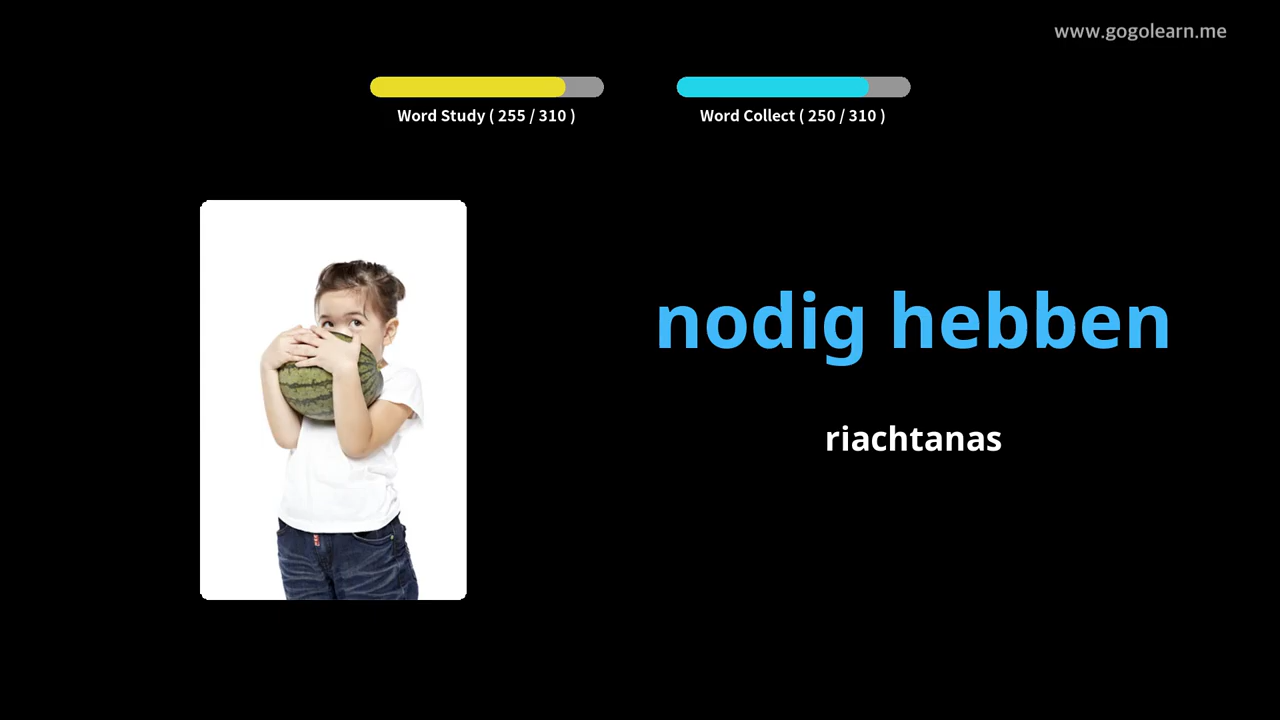 www.gogolearn.me
Word Study ( 255 / 310 )
Word Collect ( 250 / 310 )
nodig hebben
riachtanas